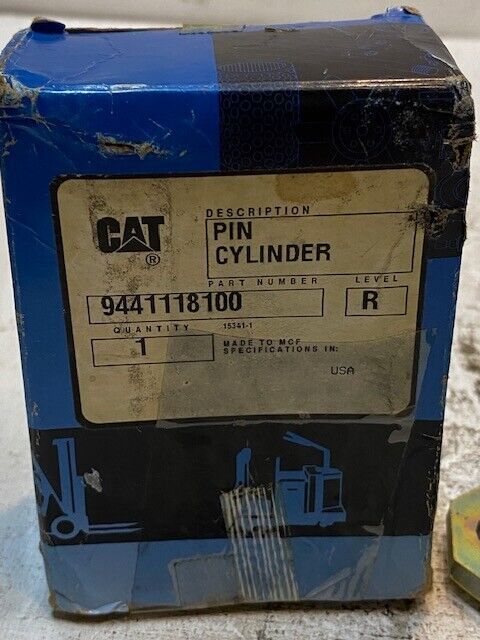 CAT
®
DESCRIPTION
PIN
CYLINDER
PART NUMBER LEVEL
9441118100 R
QUANTITY 15341-1
1 MADE TO MCF
SPECIFICATIONS IN:
USA